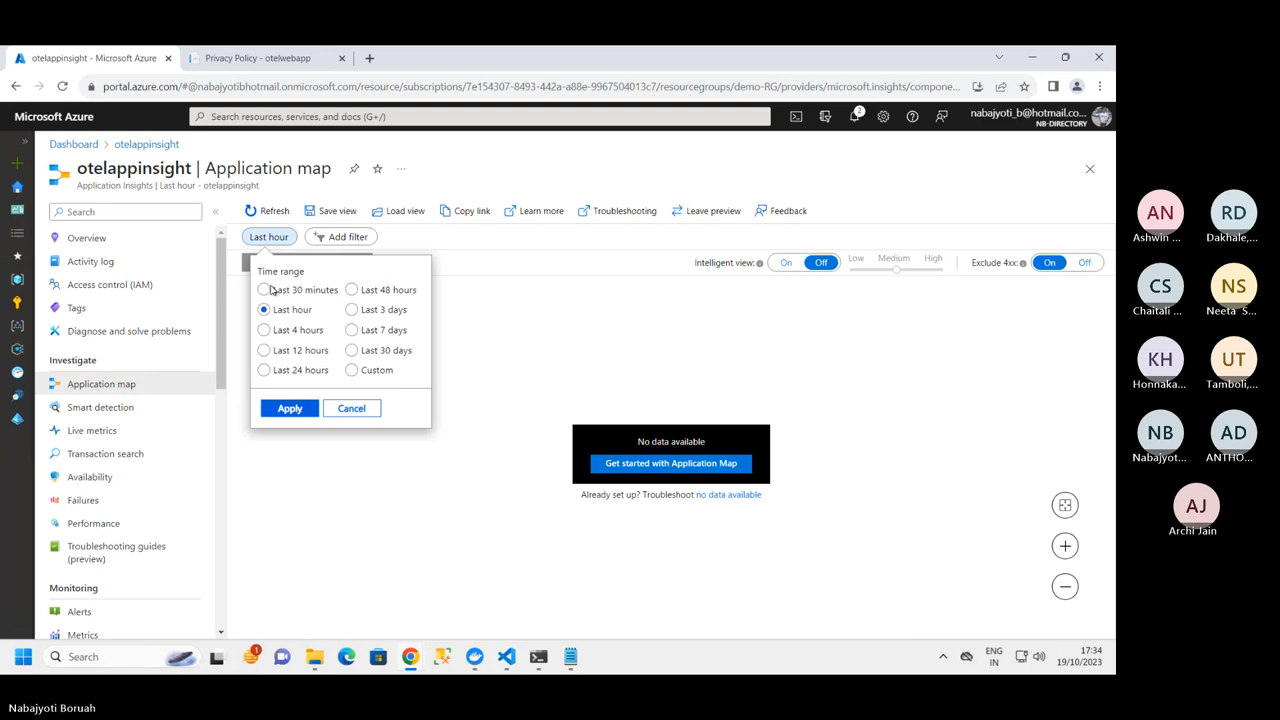 otelappinsight - Microsoft Azure
Privacy Policy - otelwebapp
portal.azure.com/#@nabajyotibhotmail.onmicrosoft.com/resource/subscriptions/7e154307-8493-442a-a88e-9967504013c7/resourcegroups/demo-RG/providers/microsoft.insights/compone...
Microsoft Azure
Search resources, services, and docs (G+/)
2
nabajyoti_b@hotmail.co...
NB-DIRECTORY
Dashboard > otelappinsight
otelappinsight | Application map
Application Insights | Last hour - otelappinsight
Search
Refresh
Save view
Load view
Copy link
Learn more
Troubleshooting
Leave preview
Feedback
Last hour
Add filter
Intelligent view:
On
Off
Low
Medium
High
Exclude 4xx:
On
Off
Overview
Activity log
Access control (IAM)
Tags
Diagnose and solve problems
Investigate
Application map
Smart detection
Live metrics
Transaction search
Availability
Failures
Performance
Troubleshooting guides
(preview)
Monitoring
Alerts
Metrics
Time range
Last 30 minutes
Last 48 hours
Last hour
Last 3 days
Last 4 hours
Last 7 days
Last 12 hours
Last 30 days
Last 24 hours
Custom
Apply
Cancel
No data available
Get started with Application Map
Already set up? Troubleshoot no data available
AN
Ashwin ...
RD
Dakhale,...
CS
Chaitali ...
NS
Neeta S...
KH
Honnaka...
UT
Tamboli,...
NB
Nabajyot...
AD
ANTHO...
AJ
Archi Jain
Search
1
ENG
IN
17:34
19/10/2023
Nabajyoti Boruah